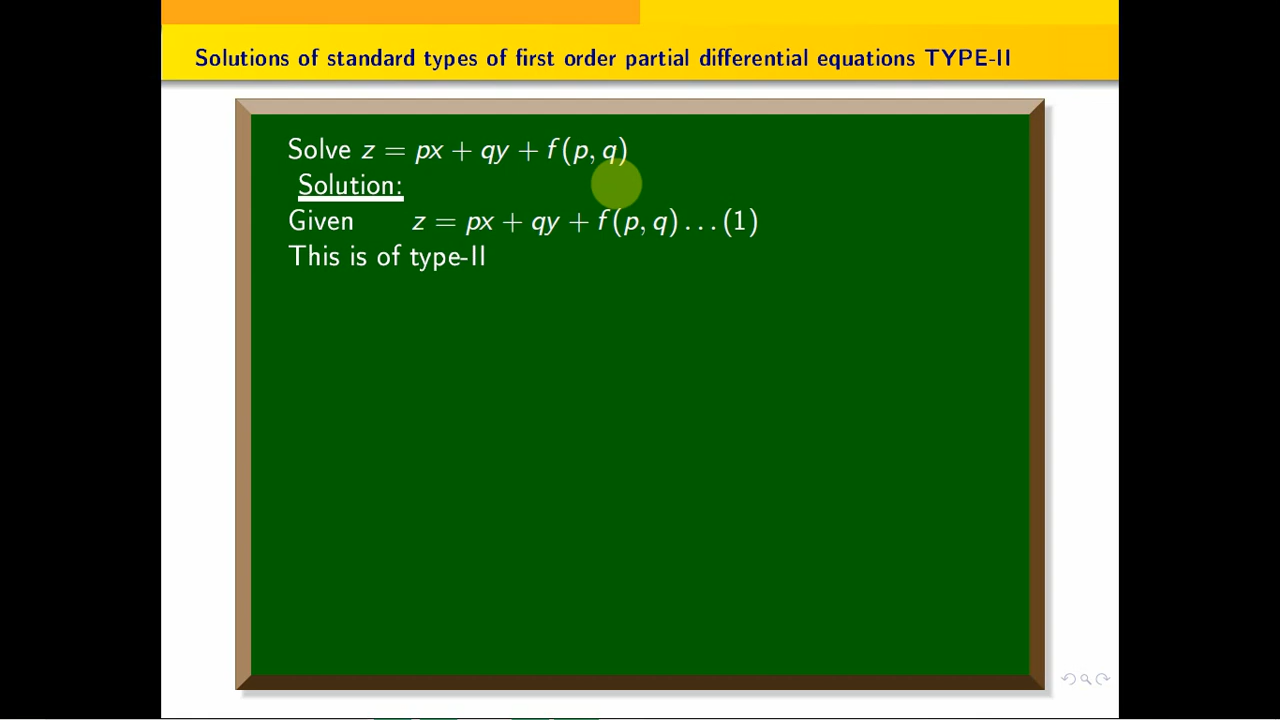 Solutions of standard types of first order partial differential equations TYPE-II
Solve z = px + qy + f(p, q)
Solution:
Given z = px + qy + f(p, q) . . . (1)
This is of type-II